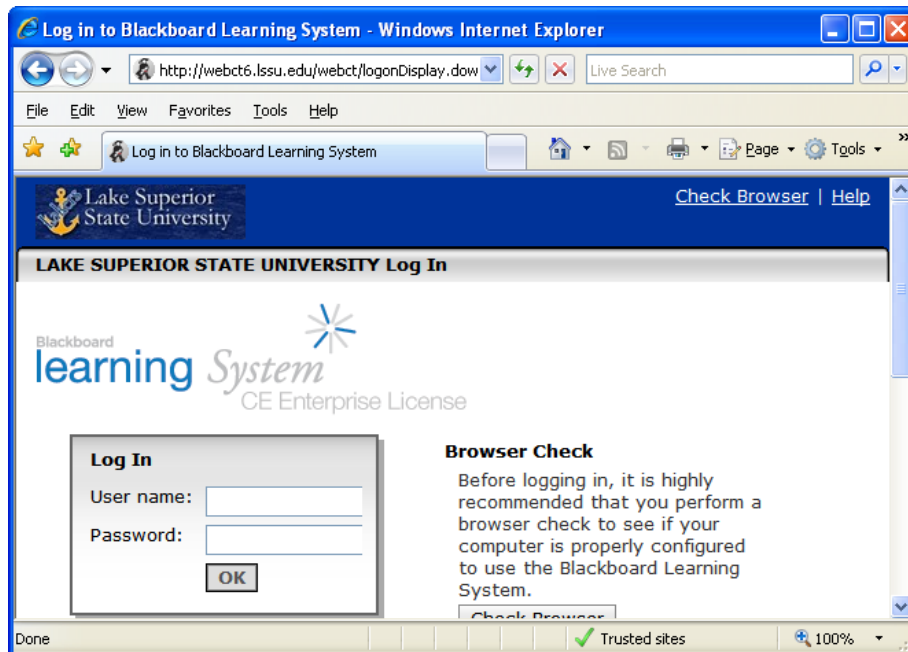 Log in to Blackboard Learning System - Windows Internet Explorer
http://webct6.lssu.edu/webct/logonDisplay.dow
Live Search
File Edit View Favorites Tools Help
Log in to Blackboard Learning System
Page Tools »
Lake Superior
State University
Check Browser | Help
LAKE SUPERIOR STATE UNIVERSITY Log In
Blackboard
learning System
CE Enterprise License
Log In
User name:
Password:
OK
Browser Check
Before logging in, it is highly
recommended that you perform a
browser check to see if your
computer is properly configured
to use the Blackboard Learning
System.
Check Browser
Done
Trusted sites
100%